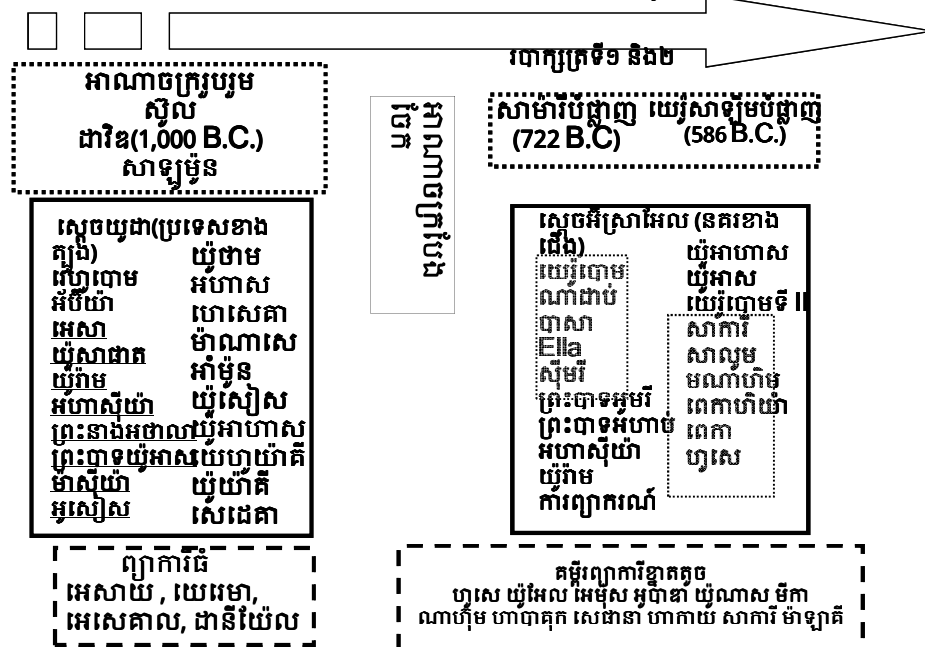 របាក្សត្រទី១ និង២
អាណាចក្ររួបរួម
ស៊ូល
ដាវិឌ(1,000 B.C.)
សាឡូម៉ូន
អាណាចក្រែបង
ចែក
សាម៉ារីបំផ្លាញ
(722 B.C)
យេរ៉ូសាឡឹមបំផ្លាញ
(586 B.C.)
ស្តេចយូដា(ប្រទេសខាង
ត្បូង)
រេហូបោម
អ័ប៊ីយ៉ា
អេសា
យ៉ូសាផាត
យ៉ូរ៉ាម
អហាស៊ីយ៉ា
ព្រះនាងអថាលា
ព្រះបាទយ៉ូអាស
ម៉ាស៊ីយ៉ា
អូសៀស
យ៉ូថាម
អហាស
ហេសេគា
ម៉ាណាសេ
អាំម៉ូន
យ៉ូសៀស
យ៉ូអាហាស
យេហូយ៉ាគី
យ៉ូយ៉ាគី
សេដេគា
ស្តេចអ៊ីស្រាអែល (នគរខាង
ជើង)
យេរ៉ូបោម
ណាដាប់
បាសា
Ella
ស៊ីមរី
ព្រះបាទអូមរី
ព្រះបាទអហាប់
អហាស៊ីយ៉ា
យ៉ូរ៉ាម
ការព្យាករណ៍
យ៉ូអាហាស
យ៉ូអាស
យេរ៉ូបោមទី II
សាការី
សាលូម
មណាហិម
ពេកាហិយ៉ា
ពេកា
ហូសេ
ព្យាការីធំ
អេសាយ , យេរេមា,
អេសេគាល, ដានីយ៉ែល
គម្ពីរព្យាការីខ្នាតតូច
ហូសេ យ៉ូអែល អេម៉ុស អូបាឌា យ៉ូណាស មីកា
ណាហ៊ុម ហាបាគុក សេផានា ហាកាយ សាការី ម៉ាឡាគី